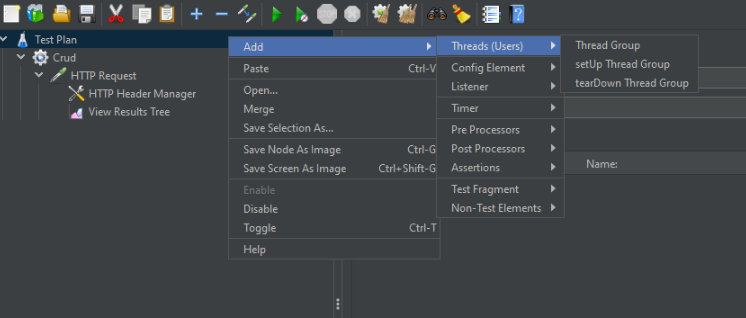 Test Plan
Crud
HTTP Request
HTTP Header Manager
View Results Tree
Add
Paste Ctrl-V
Open...
Merge
Save Selection As...
Save Node As Image Ctrl-G
Save Screen As Image Ctrl+Shift-G
Enable
Disable
Toggle Ctrl-T
Help
Threads (Users)
Config Element
Listener
Timer
Pre Processors
Post Processors
Assertions
Test Fragment
Non-Test Elements
Thread Group
setUp Thread Group
tearDown Thread Group
Name: